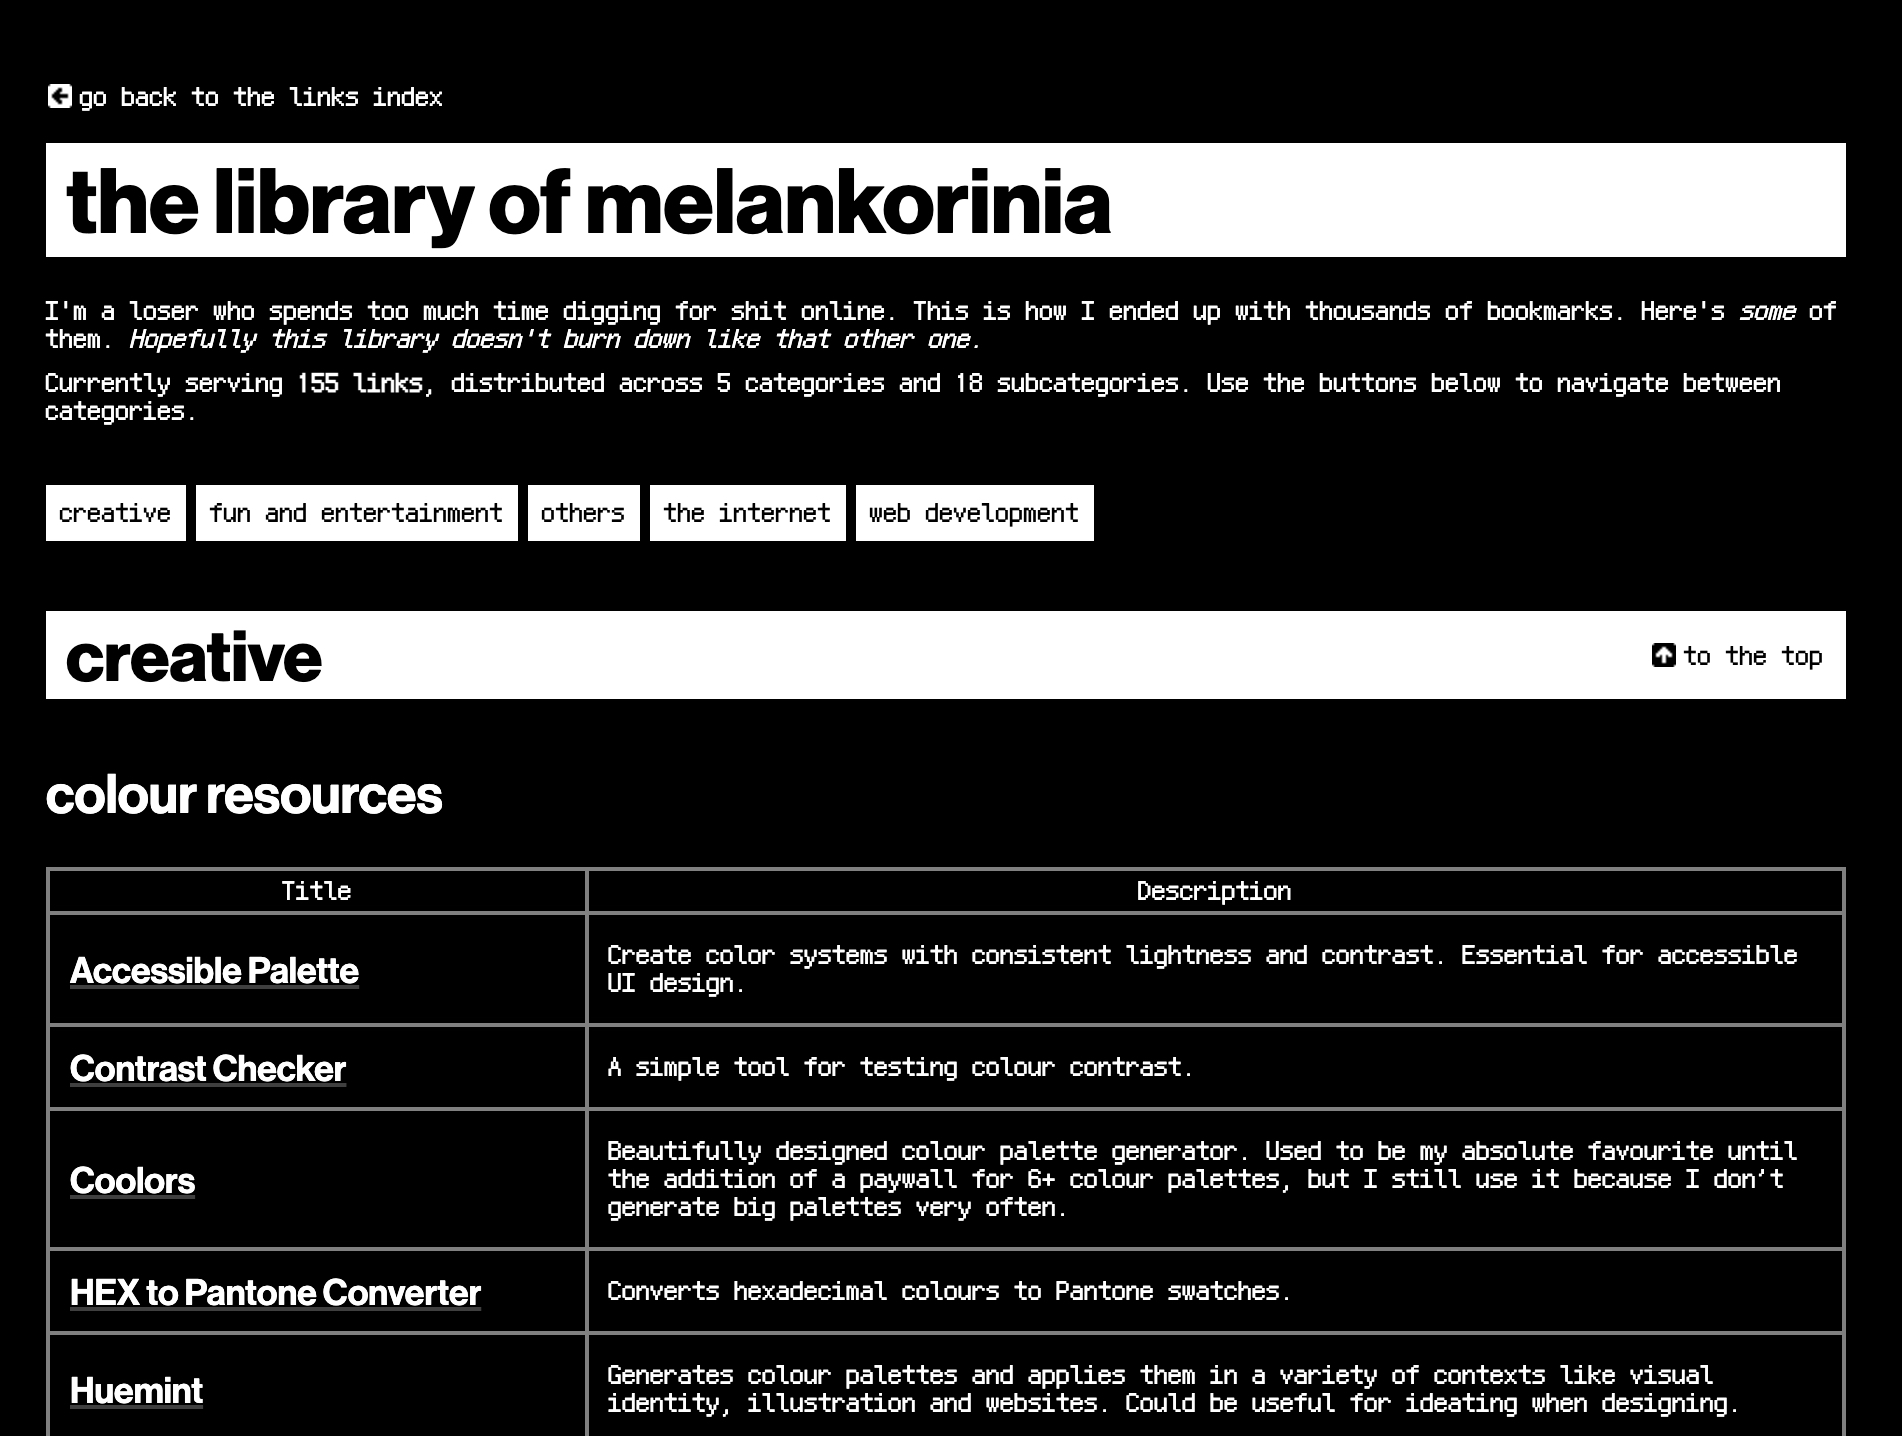 go back to the links index
the library of melankorinia
I'm a loser who spends too much time digging for shit online. This is how I ended up with thousands of bookmarks. Here's some of
them. Hopefully this library doesn't burn down like that other one.
Currently serving 155 links, distributed across 5 categories and 18 subcategories. Use the buttons below to navigate between
categories.
creative fun and entertainment others the internet web development
creative to the top
colour resources
Title Description
Accessible Palette
Create color systems with consistent lightness and contrast. Essential for accessible
UI design.
Contrast Checker
A simple tool for testing colour contrast.
Coolors
Beautifully designed colour palette generator. Used to be my absolute favourite until
the addition of a paywall for 6+ colour palettes, but I still use it because I don’t
generate big palettes very often.
HEX to Pantone Converter
Converts hexadecimal colours to Pantone swatches.
Huemint
Generates colour palettes and applies them in a variety of contexts like visual
identity, illustration and websites. Could be useful for ideating when designing.